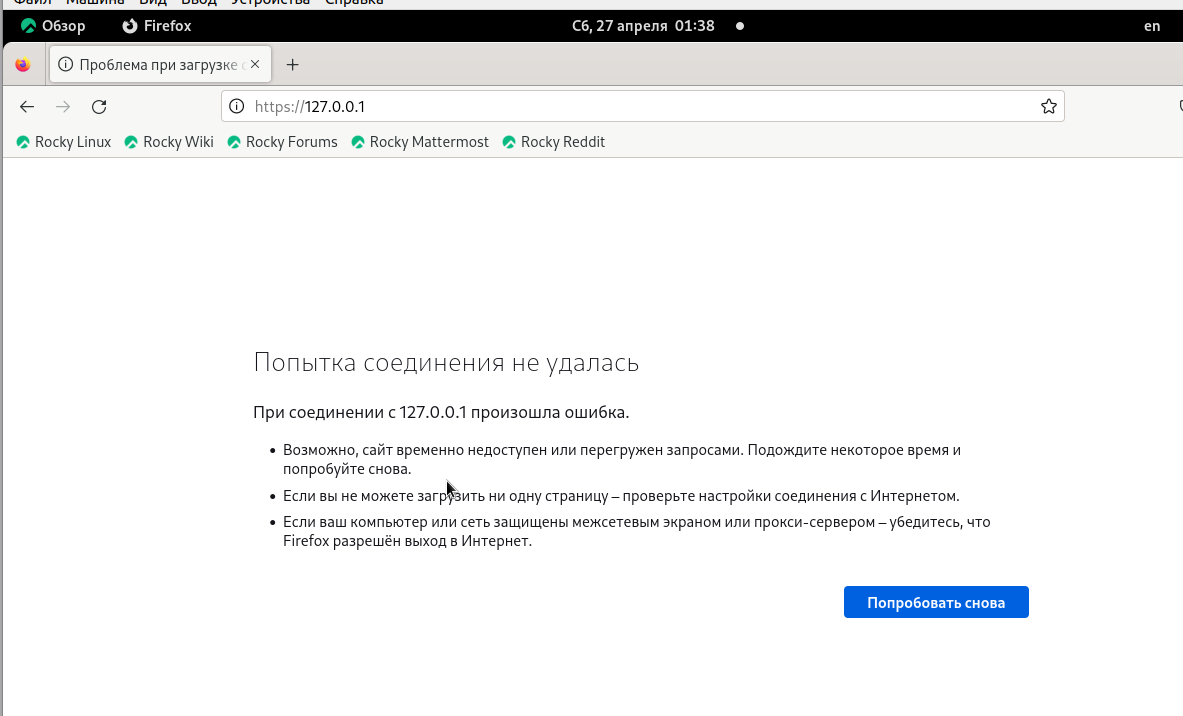 Файл Машина Вид Ввод Устройства Справка
Обзор Firefox Сб, 27 апреля 01:38 en
Проблема при загрузке с
https://127.0.0.1
Rocky Linux Rocky Wiki Rocky Forums Rocky Mattermost Rocky Reddit
Попытка соединения не удалась
При соединении с 127.0.0.1 произошла ошибка.
• Возможно, сайт временно недоступен или перегружен запросами. Подождите некоторое время и
попробуйте снова.
• Если вы не можете загрузить ни одну страницу – проверьте настройки соединения с Интернетом.
• Если ваш компьютер или сеть защищены межсетевым экраном или прокси-сервером – убедитесь, что
Firefox разрешён выход в Интернет.
Попробовать снова